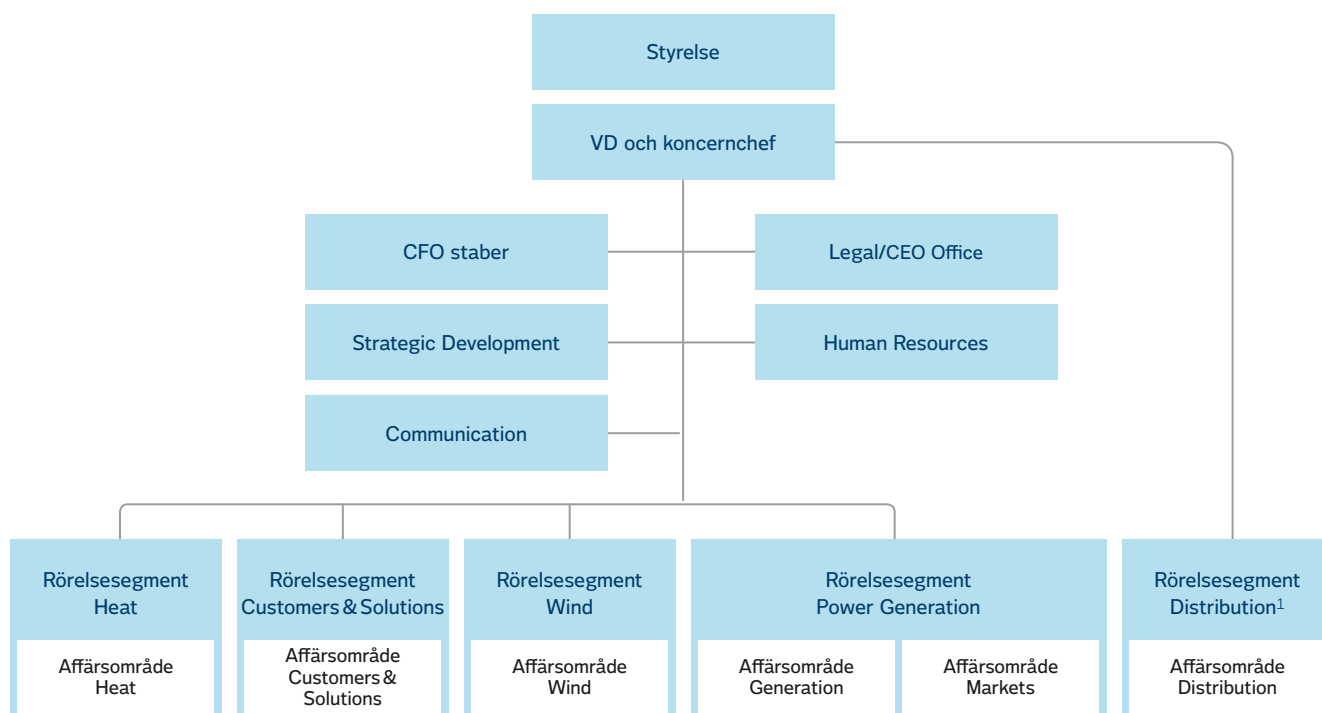 Styrelse
VD och koncernchef
CFO staber
Legal/CEO Office
Strategic Development
Human Resources
Communication
Rörelsesegment
Heat
Affärsområde
Heat
Rörelsesegment
Customers & Solutions
Affärsområde
Customers &
Solutions
Rörelsesegment
Wind
Affärsområde
Wind
Rörelsesegment
Power Generation
Affärsområde
Generation
Affärsområde
Markets
Rörelsesegment
Distribution¹
Affärsområde
Distribution